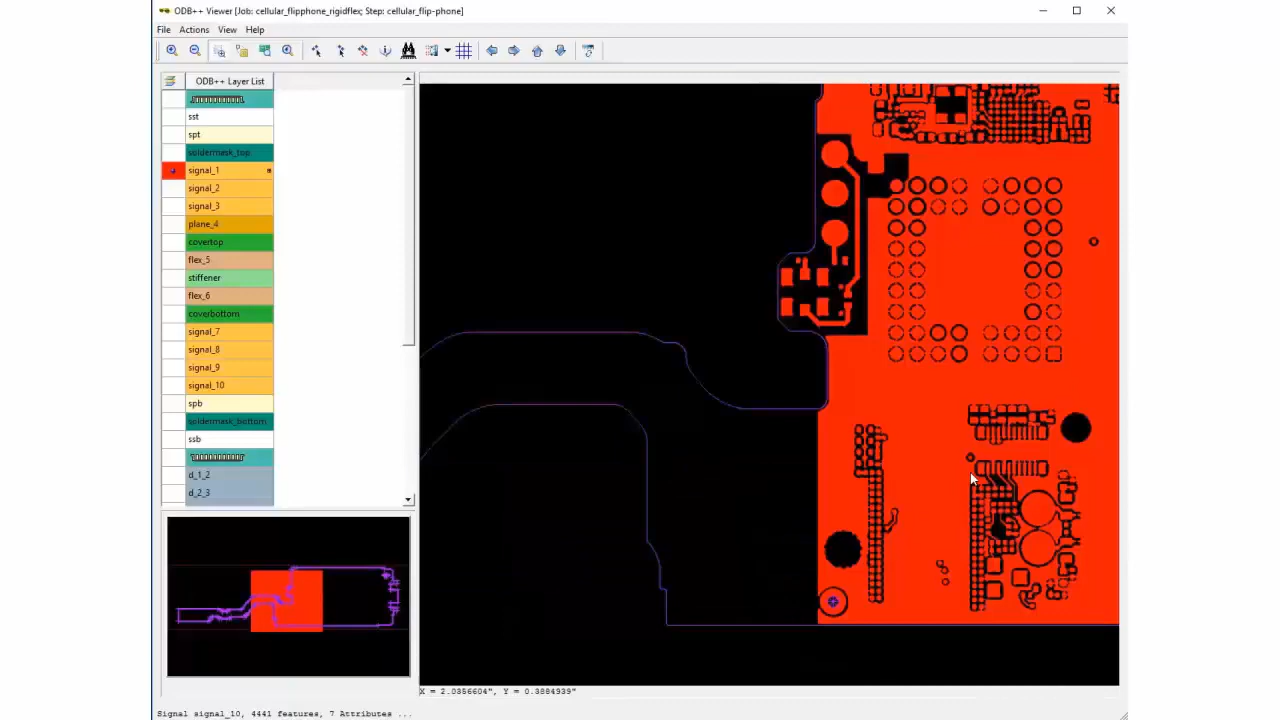 ODB++ Viewer [Job: cellular_flipphone_rigidflex; Step: cellular_flip-phone]
File Actions View Help
ODB++ Layer List
sst
spt
soldermask_top
signal_1
signal_2
signal_3
plane_4
covertop
flex_5
stiffener
flex_6
coverbottom
signal_7
signal_8
signal_9
signal_10
spb
soldermask_bottom
ssb
d_1_2
d_2_3
X = 2.0356604", Y = 0.3884939"
Signal signal_10, 4441 features, 7 Attributes ...